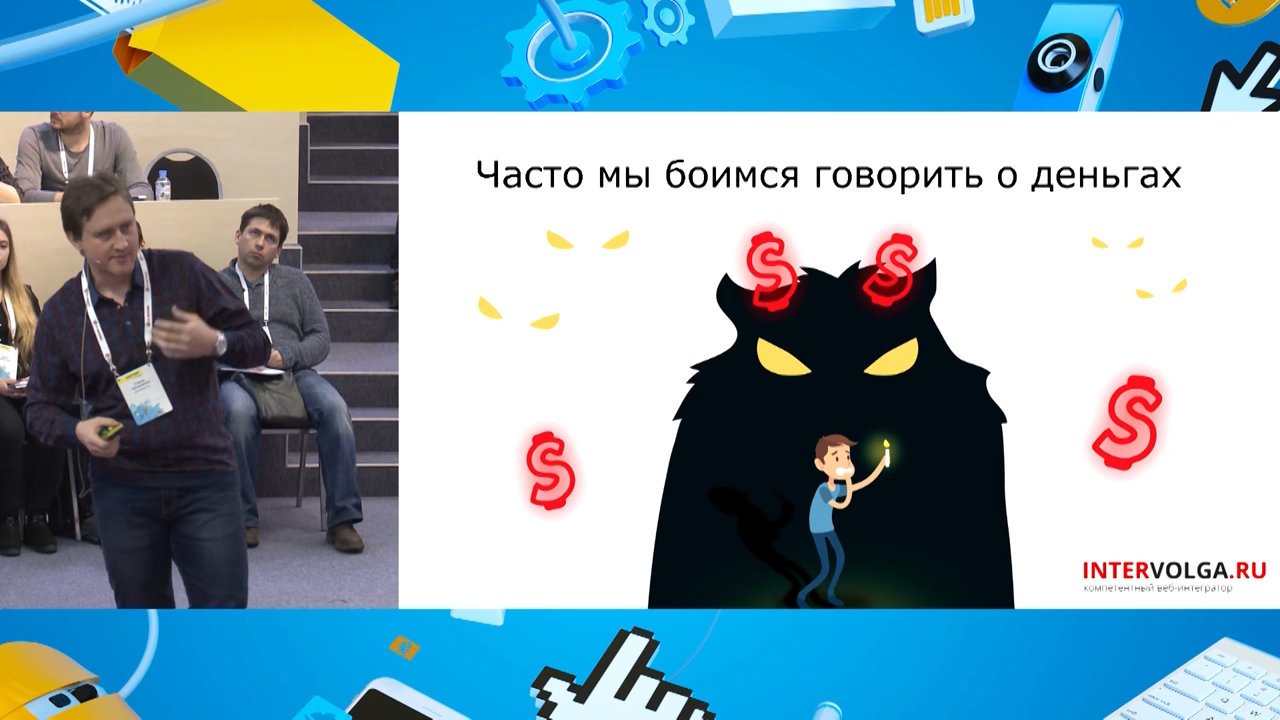 Часто мы боимся говорить о деньгах
INTERVOLGA.RU
компетентный веб-интегратор